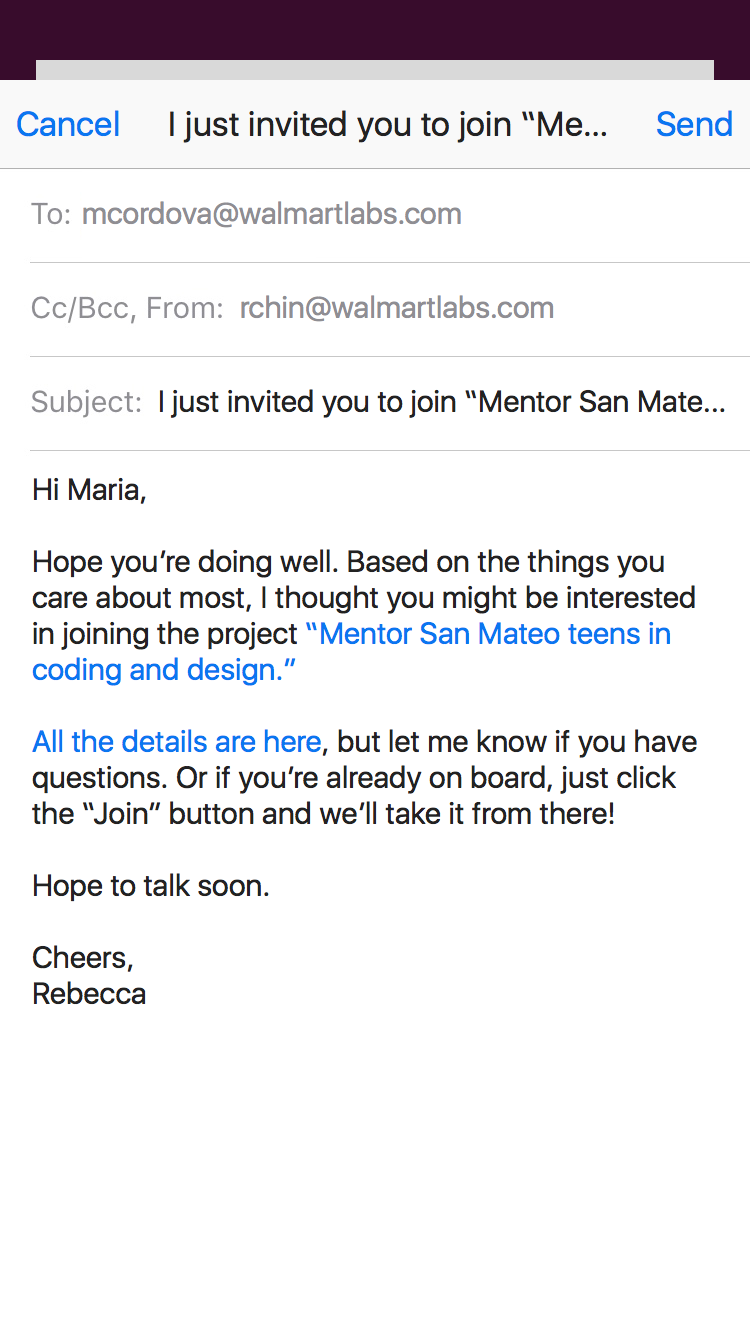 Cancel I just invited you to join “Me... Send
To: mcordova@walmartlabs.com
Cc/Bcc, From: rchin@walmartlabs.com
Subject: I just invited you to join “Mentor San Mate...
Hi Maria,
Hope you’re doing well. Based on the things you
care about most, I thought you might be interested
in joining the project “Mentor San Mateo teens in
coding and design.”
All the details are here, but let me know if you have
questions. Or if you’re already on board, just click
the “Join” button and we’ll take it from there!
Hope to talk soon.
Cheers,
Rebecca